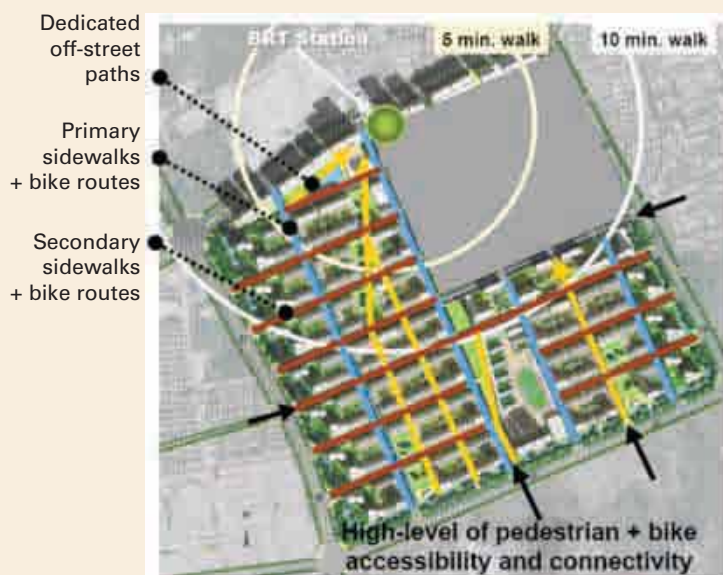 Dedicated
off-street
paths
Primary
sidewalks
+ bike routes
Secondary
sidewalks
+ bike routes
BRT Station
5 min. walk
10 min. walk
High-level of pedestrian + bike
accessibility and connectivity